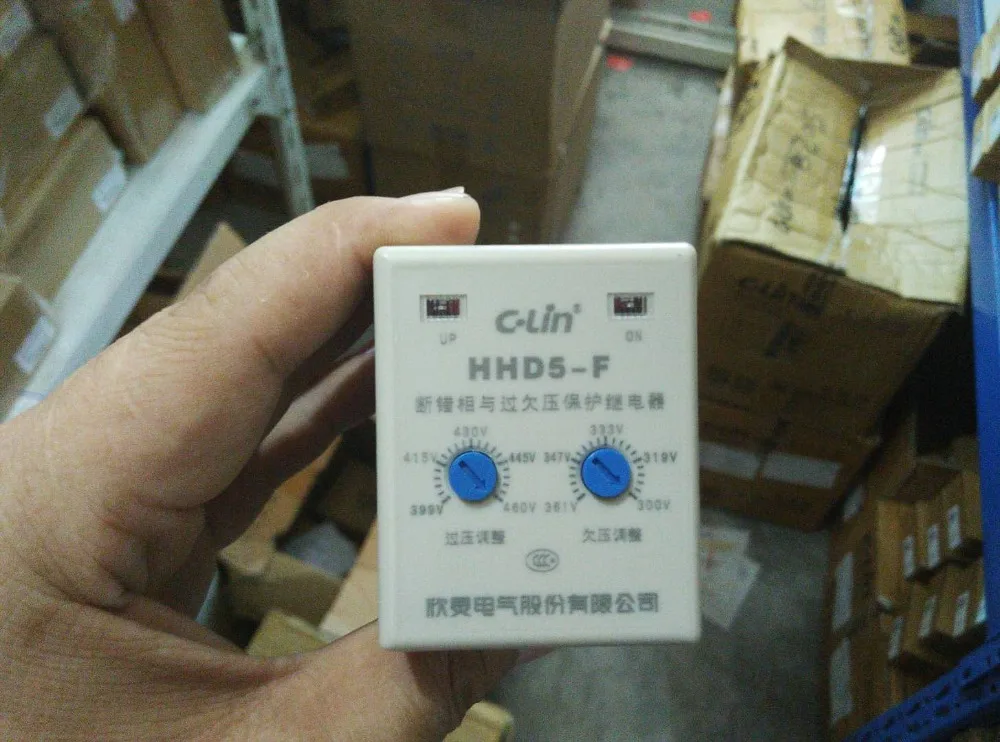 C-Lin®
UP
ON
HHD5-F
断错相与过欠压保护继电器
430V
415V
445V
399V
460V
333V
347V
319V
361V
300V
过压调整
欠压调整
CCC
欣灵电气股份有限公司
C-Lin